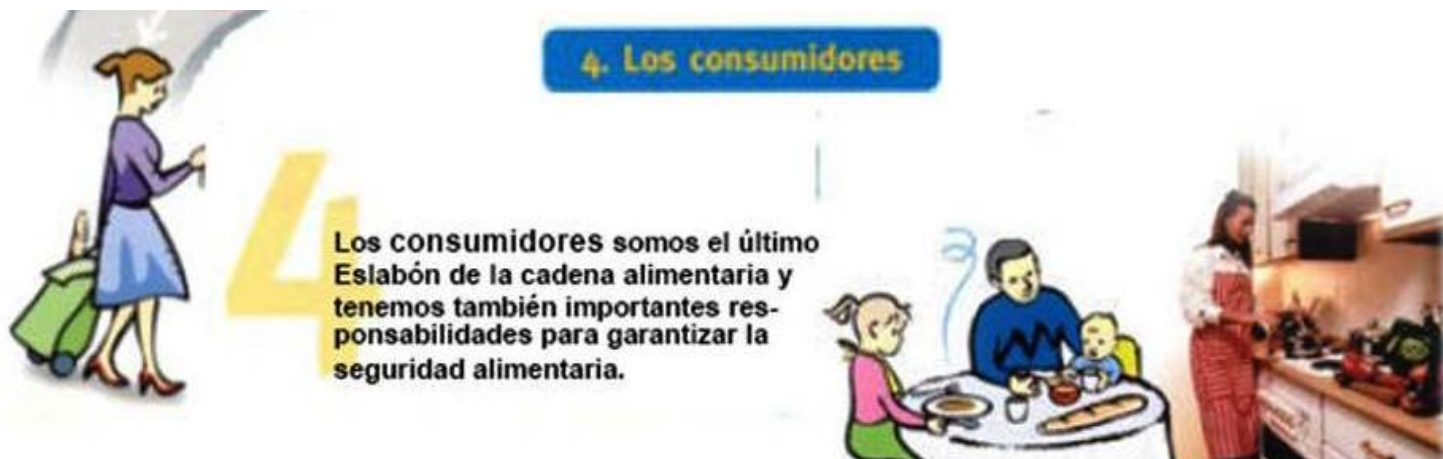 4. Los consumidores
4
Los consumidores somos el último
Eslabón de la cadena alimentaria y
tenemos también importantes res-
ponsabilidades para garantizar la
seguridad alimentaria.